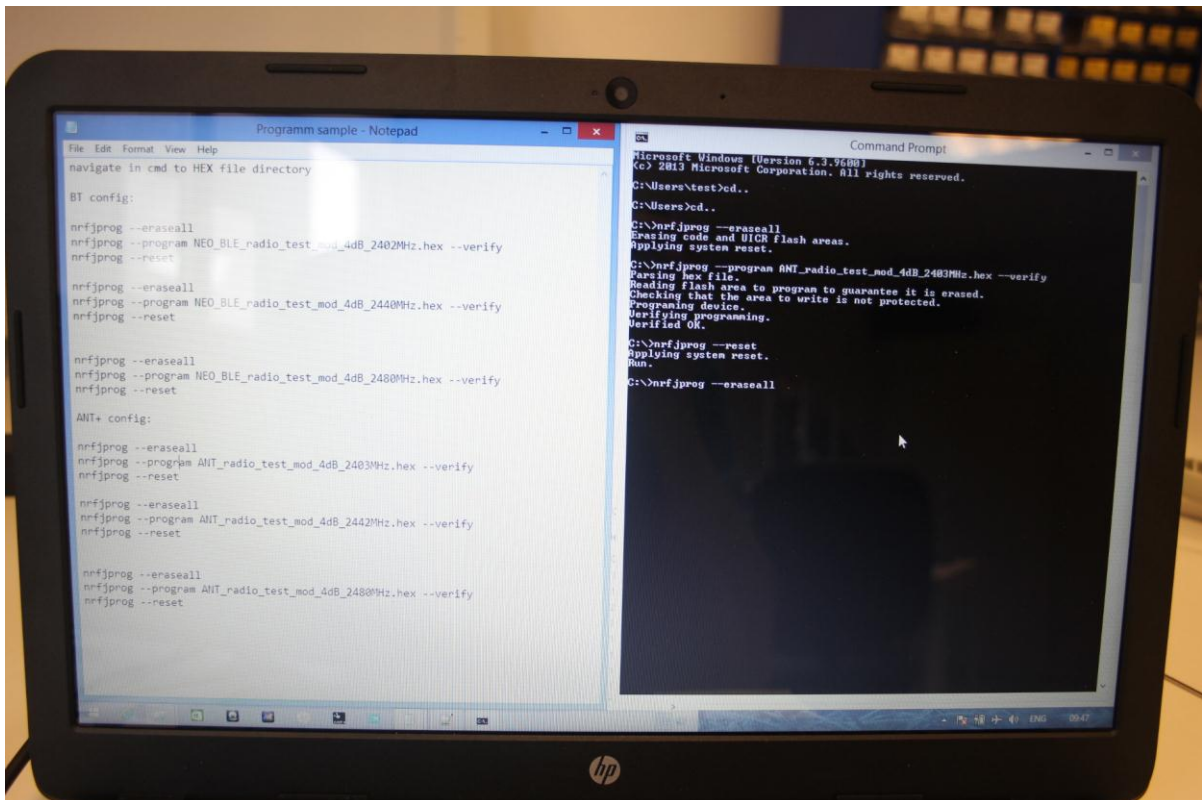 Programm sample - Notepad
File Edit Format View Help
navigate in cmd to HEX file directory
BT config:
nrfjprog --eraseall
nrfjprog --program NEO_BLE_radio_test_mod_4dB_2402MHz.hex --verify
nrfjprog --reset
nrfjprog --eraseall
nrfjprog --program NEO_BLE_radio_test_mod_4dB_2440MHz.hex --verify
nrfjprog --reset
nrfjprog --eraseall
nrfjprog --program NEO_BLE_radio_test_mod_4dB_2480MHz.hex --verify
nrfjprog --reset
ANT+ config:
nrfjprog --eraseall
nrfjprog --program ANT_radio_test_mod_4dB_2403MHz.hex --verify
nrfjprog --reset
nrfjprog --eraseall
nrfjprog --program ANT_radio_test_mod_4dB_2442MHz.hex --verify
nrfjprog --reset
nrfjprog --eraseall
nrfjprog --program ANT_radio_test_mod_4dB_2480MHz.hex --verify
nrfjprog --reset
Command Prompt
Microsoft Windows [Version 6.3.9600]
(c) 2013 Microsoft Corporation. All rights reserved.
C:\Users\test>cd..
C:\Users>cd..
C:\>nrfjprog --eraseall
Erasing code and UICR flash areas.
Applying system reset.
C:\>nrfjprog --program ANT_radio_test_mod_4dB_2403MHz.hex --verify
Parsing hex file.
Reading flash area to program to guarantee it is erased.
Checking that the area to write is not protected.
Programing device.
Verifying programming.
Verified OK.
C:\>nrfjprog --reset
Applying system reset.
Run.
C:\>nrfjprog --eraseall
ENG 09:47
hp